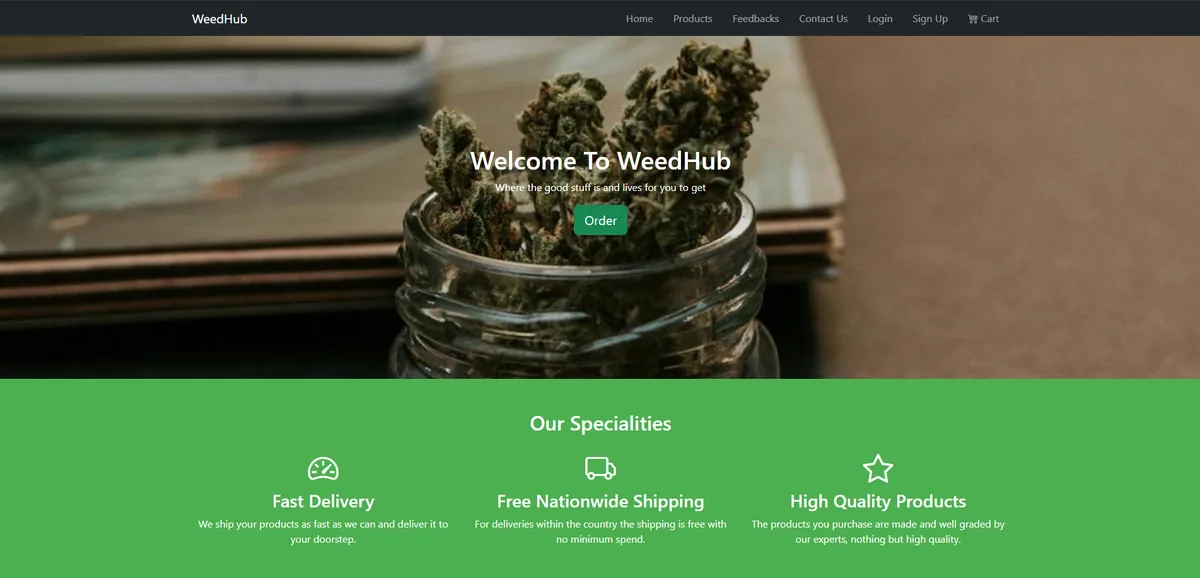 WeedHub
Home Products Feedbacks Contact Us Login Sign Up Cart
Welcome To WeedHub
Where the good stuff is and lives for you to get
Order
Our Specialities
Fast Delivery
We ship your products as fast as we can and deliver it to
your doorstep.
Free Nationwide Shipping
For deliveries within the country the shipping is free with
no minimum spend.
High Quality Products
The products you purchase are made and well graded by
our experts, nothing but high quality.